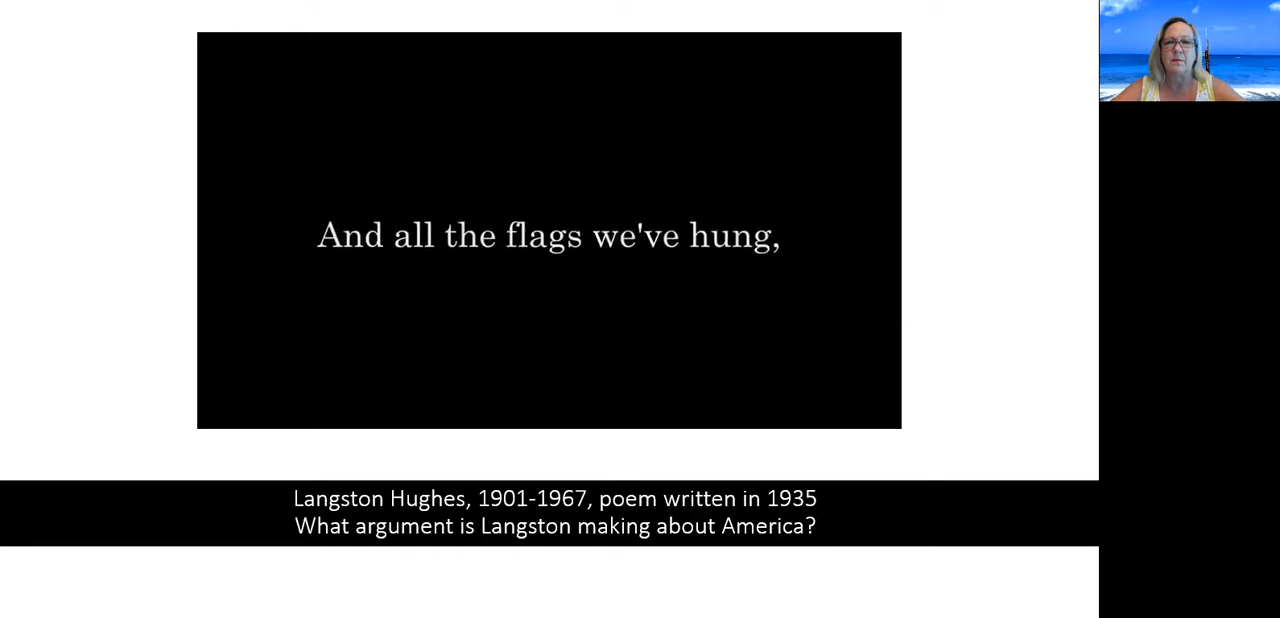 And all the flags we've hung,
Langston Hughes, 1901-1967, poem written in 1935
What argument is Langston making about America?